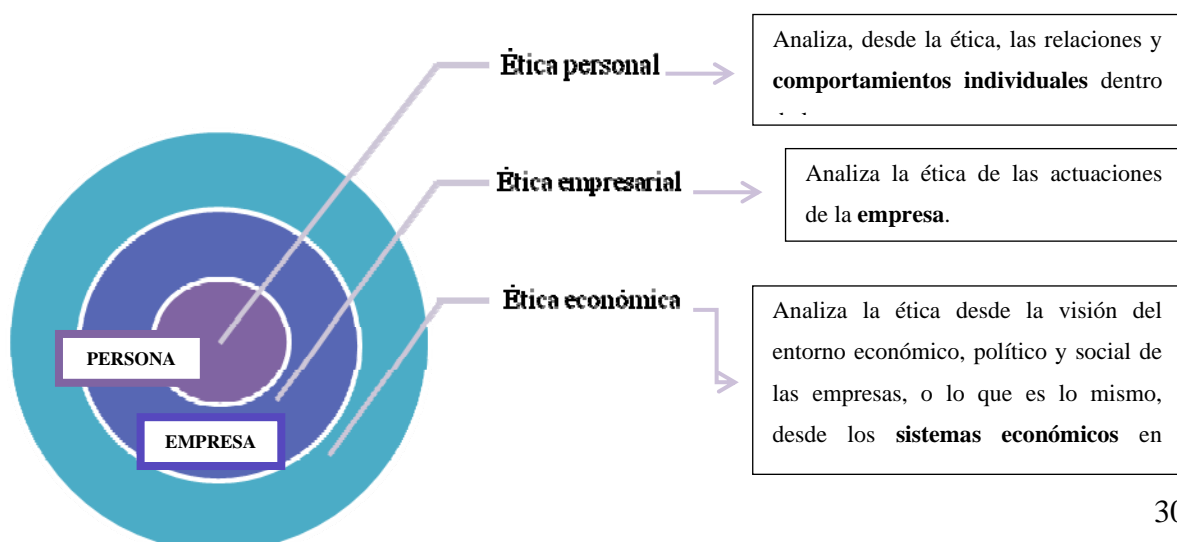 Ética personal
Analiza, desde la ética, las relaciones y
comportamientos individuales dentro
Ética empresarial
Analiza la ética de las actuaciones
de la empresa.
Ética económica
Analiza la ética desde la visión del
entorno económico, político y social de
las empresas, o lo que es lo mismo,
desde los sistemas económicos en
PERSONA
EMPRESA
30